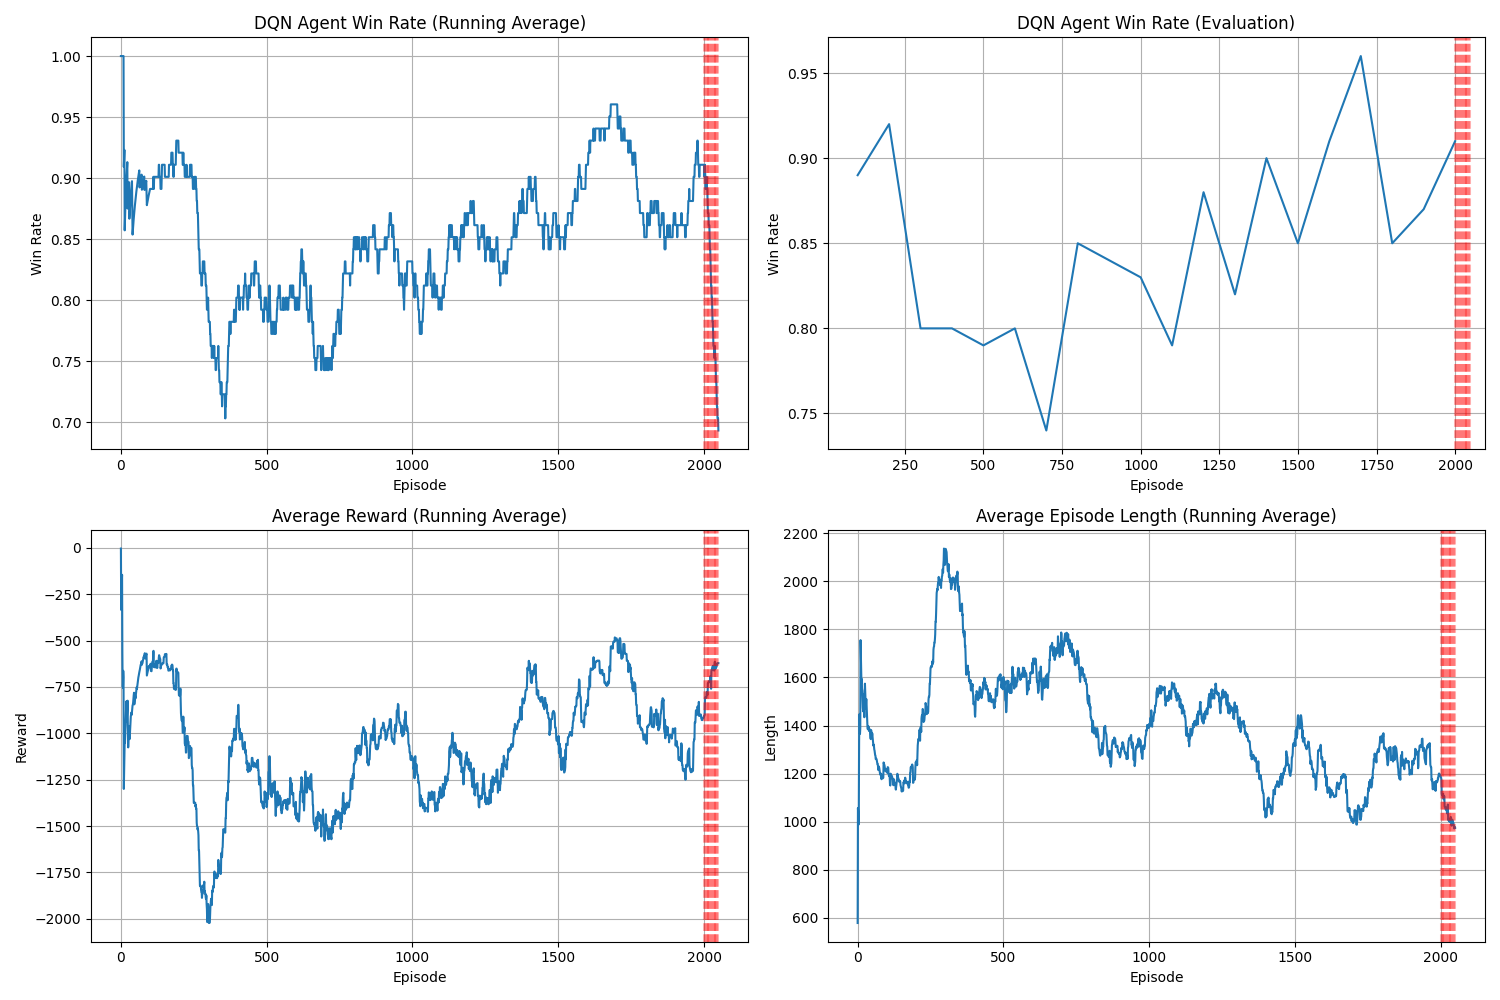 DQN Agent Win Rate (Running Average)
1.00
0.95
0.90
0.85
0.80
0.75
0.70
Win Rate
0 500 1000 1500 2000
Episode
DQN Agent Win Rate (Evaluation)
0.95
0.90
0.85
0.80
0.75
Win Rate
250 500 750 1000 1250 1500 1750 2000
Episode
Average Reward (Running Average)
0
−250
−500
−750
−1000
−1250
−1500
−1750
−2000
Reward
0 500 1000 1500 2000
Episode
Average Episode Length (Running Average)
2200
2000
1800
1600
1400
1200
1000
800
600
Length
0 500 1000 1500 2000
Episode